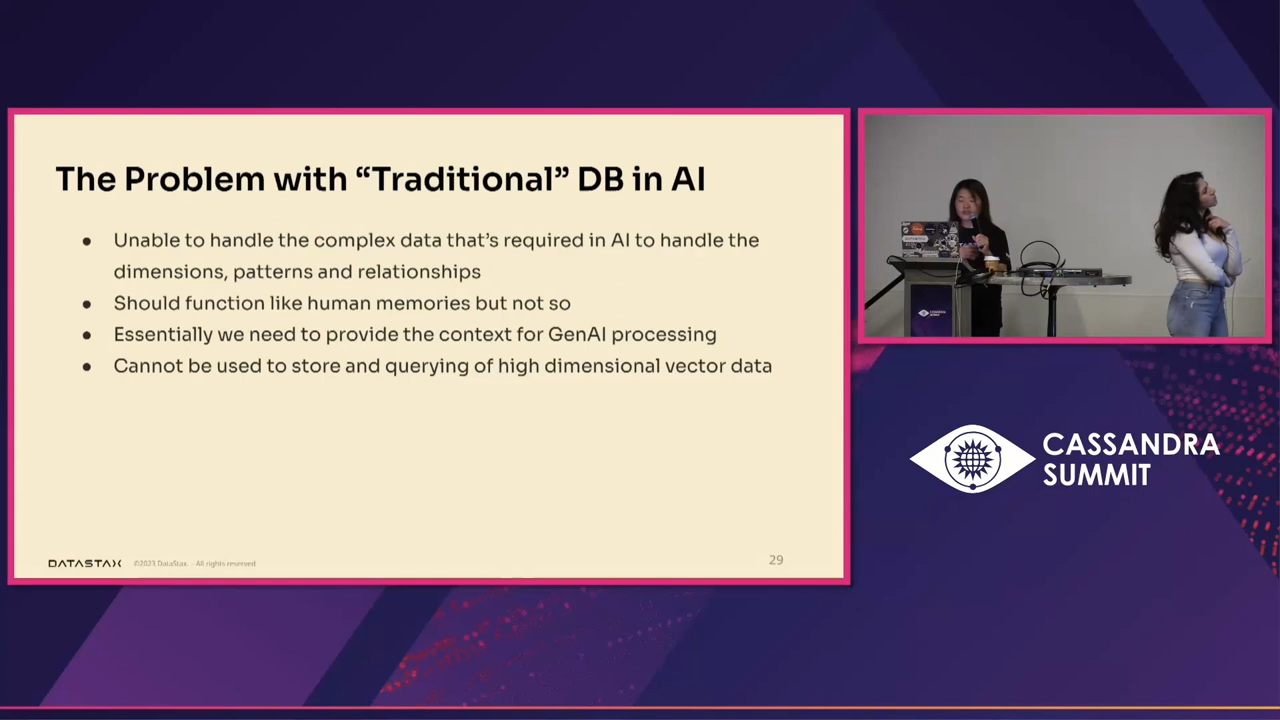 The Problem with “Traditional” DB in AI
● Unable to handle the complex data that’s required in AI to handle the
dimensions, patterns and relationships
● Should function like human memories but not so
● Essentially we need to provide the context for GenAI processing
● Cannot be used to store and querying of high dimensional vector data
DATASTAX ©2023 DataStax. All rights reserved
29
CASSANDRA
SUMMIT